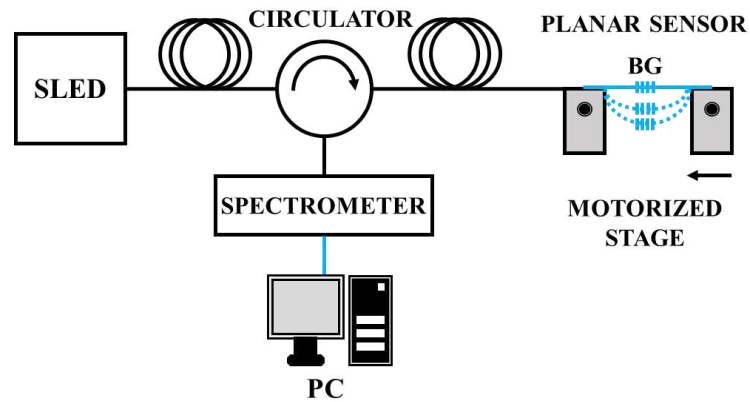 CIRCULATOR
PLANAR SENSOR
BG
SLED
SPECTROMETER
MOTORIZED
STAGE
PC